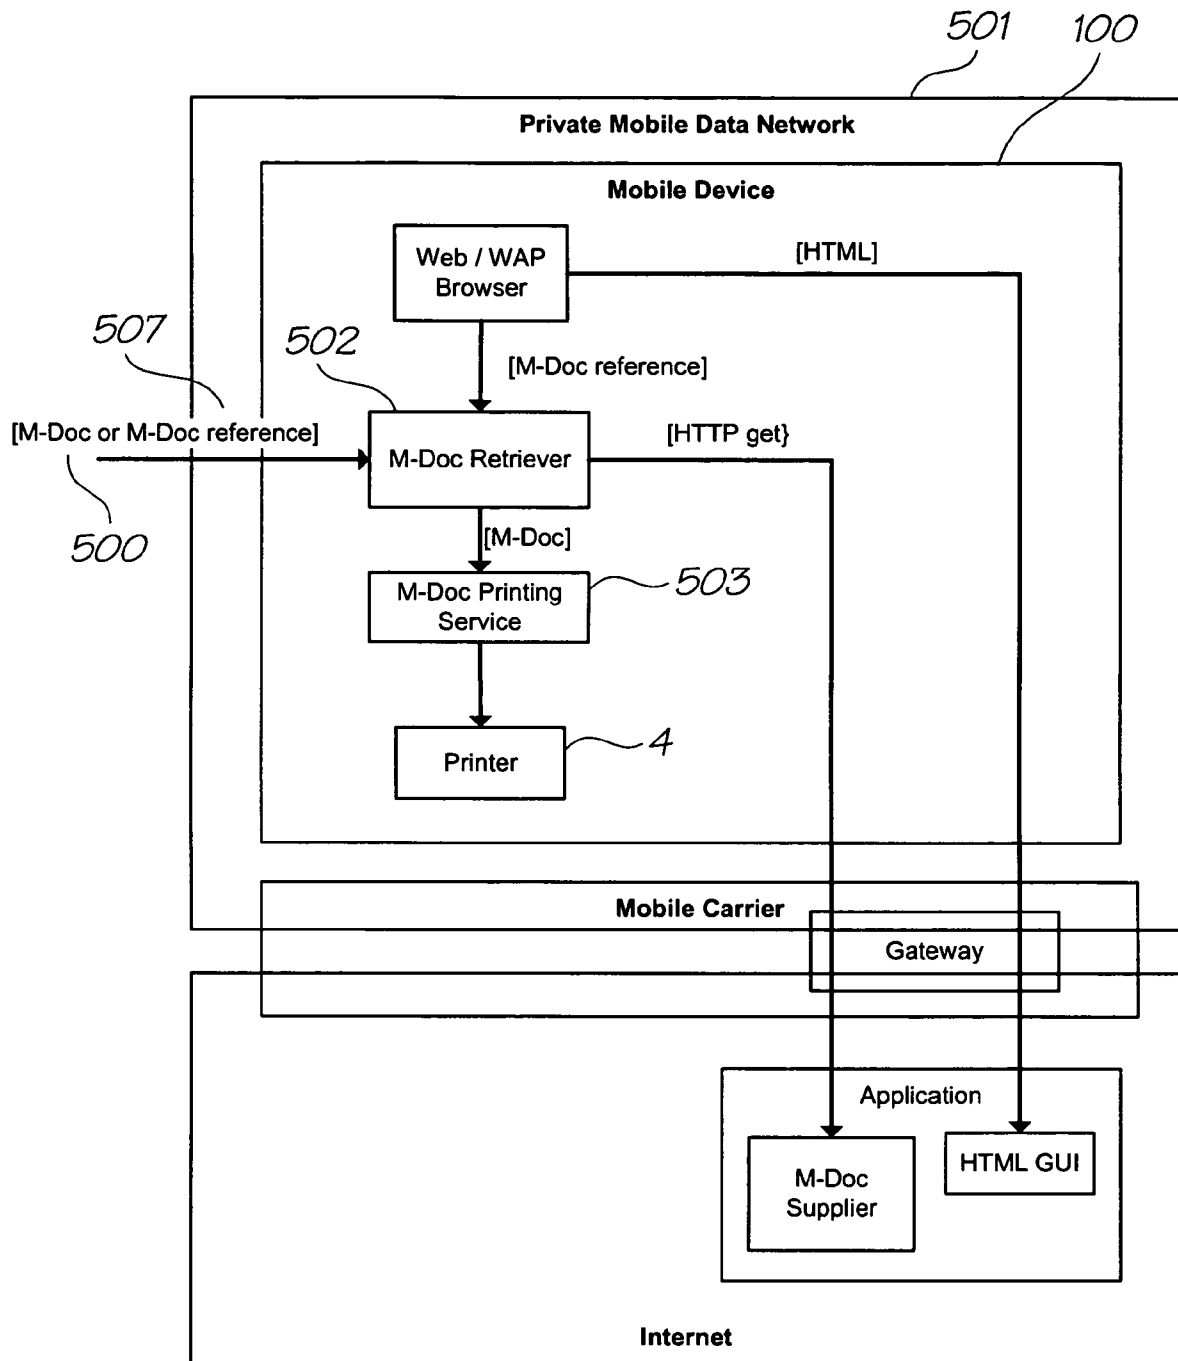 501
100
Private Mobile Data Network
Mobile Device
Web / WAP
Browser
[HTML]
507
502
[M-Doc reference]
[M-Doc or M-Doc reference]
M-Doc Retriever
[HTTP get}
500
[M-Doc]
M-Doc Printing
Service
503
Printer
4
Mobile Carrier
Gateway
Application
M-Doc
Supplier
HTML GUI
Internet